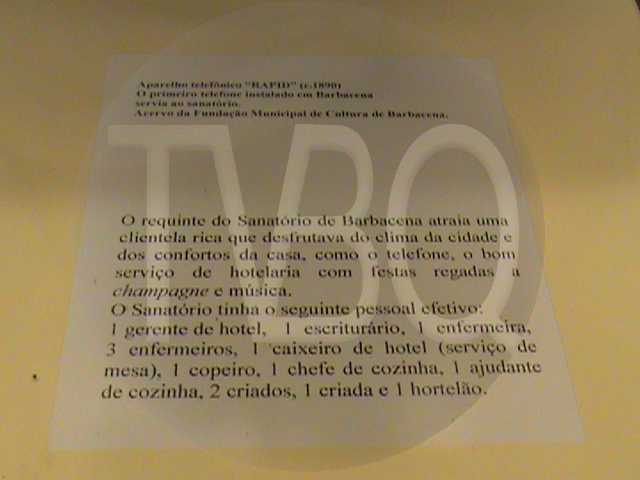 Aparelho telefônico "RAPID" (c.1890)
O primeiro telefone instalado em Barbacena
servia ao sanatório.
Acervo da Fundação Municipal de Cultura de Barbacena.
TVBQ
O requinte do Sanatório de Barbacena atraia uma
clientela rica que desfrutava do clima da cidade e
dos confortos da casa, como o telefone, o bom
serviço de hotelaria com festas regadas a
champagne e música.
O Sanatório tinha o seguinte pessoal efetivo:
1 gerente de hotel, 1 escriturário, 1 enfermeira,
3 enfermeiros, 1 caixeiro de hotel (serviço de
mesa), 1 copeiro, 1 chefe de cozinha, 1 ajudante
de cozinha, 2 criados, 1 criada e 1 hortelão.